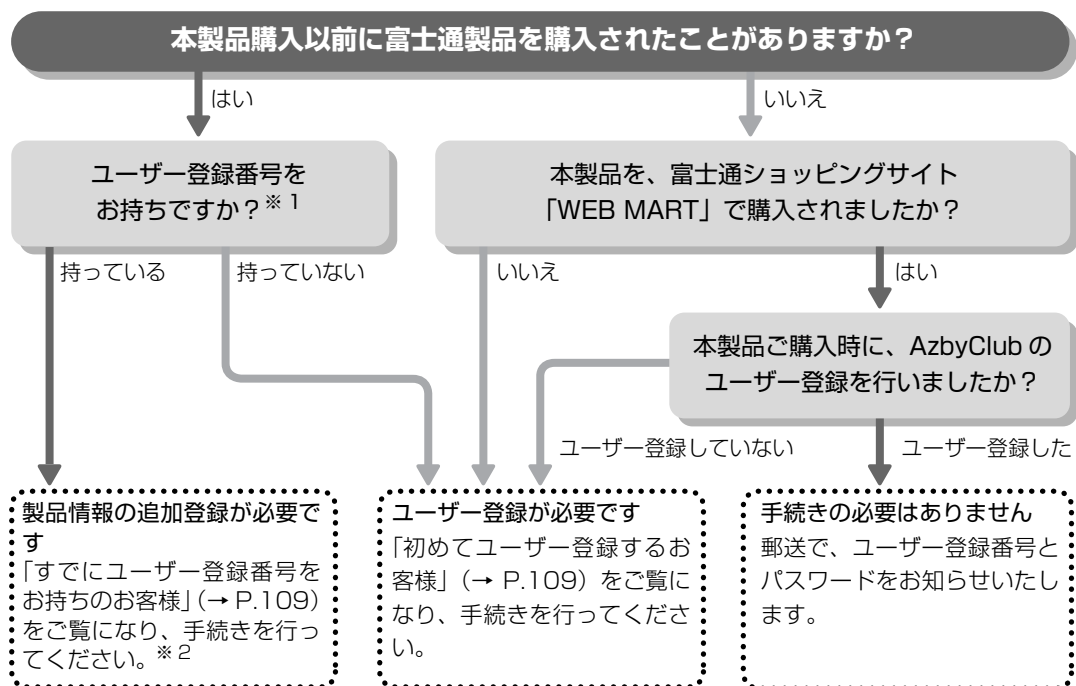 本製品購入以前に富士通製品を購入されたことがありますか？
はい
いいえ
ユーザー登録番号を
お持ちですか？※1
本製品を、富士通ショッピングサイト
「WEB MART」で購入されましたか？
持っている
持っていない
いいえ
はい
本製品ご購入時に、AzbyClub の
ユーザー登録を行いましたか？
ユーザー登録していない
ユーザー登録した
製品情報の追加登録が必要で
す
「すでにユーザー登録番号を
お持ちのお客様」（→ P.109）
をご覧になり、手続きを行っ
てください。※2
ユーザー登録が必要です
「初めてユーザー登録するお
客様」（→ P.109）をご覧に
なり、手続きを行ってくださ
い。
手続きの必要はありません
郵送で、ユーザー登録番号と
パスワードをお知らせいたし
ます。